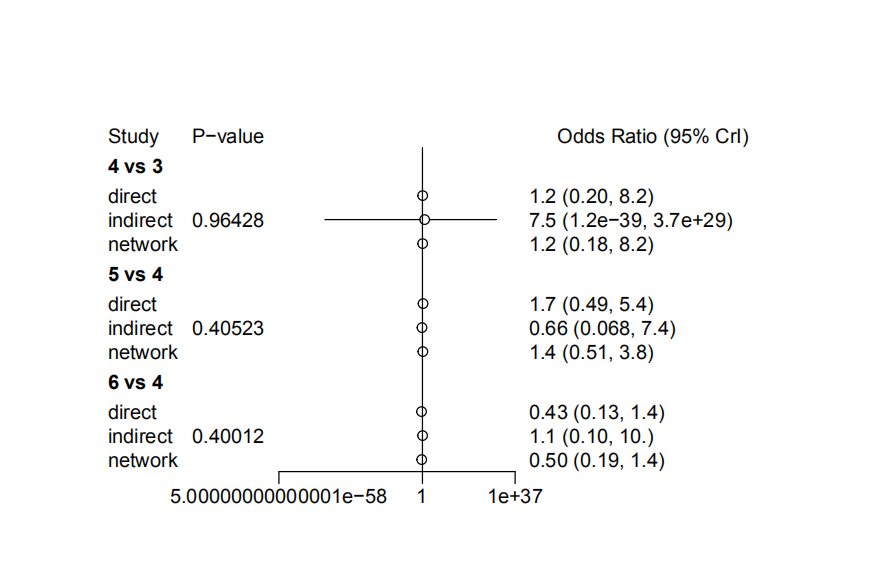 Study P−value Odds Ratio (95% CrI)
4 vs 3
direct 1.2 (0.20, 8.2)
indirect 0.96428 7.5 (1.2e−39, 3.7e+29)
network 1.2 (0.18, 8.2)
5 vs 4
direct 1.7 (0.49, 5.4)
indirect 0.40523 0.66 (0.068, 7.4)
network 1.4 (0.51, 3.8)
6 vs 4
direct 0.43 (0.13, 1.4)
indirect 0.40012 1.1 (0.10, 10.)
network 0.50 (0.19, 1.4)
5.00000000000001e−58 1 1e+37